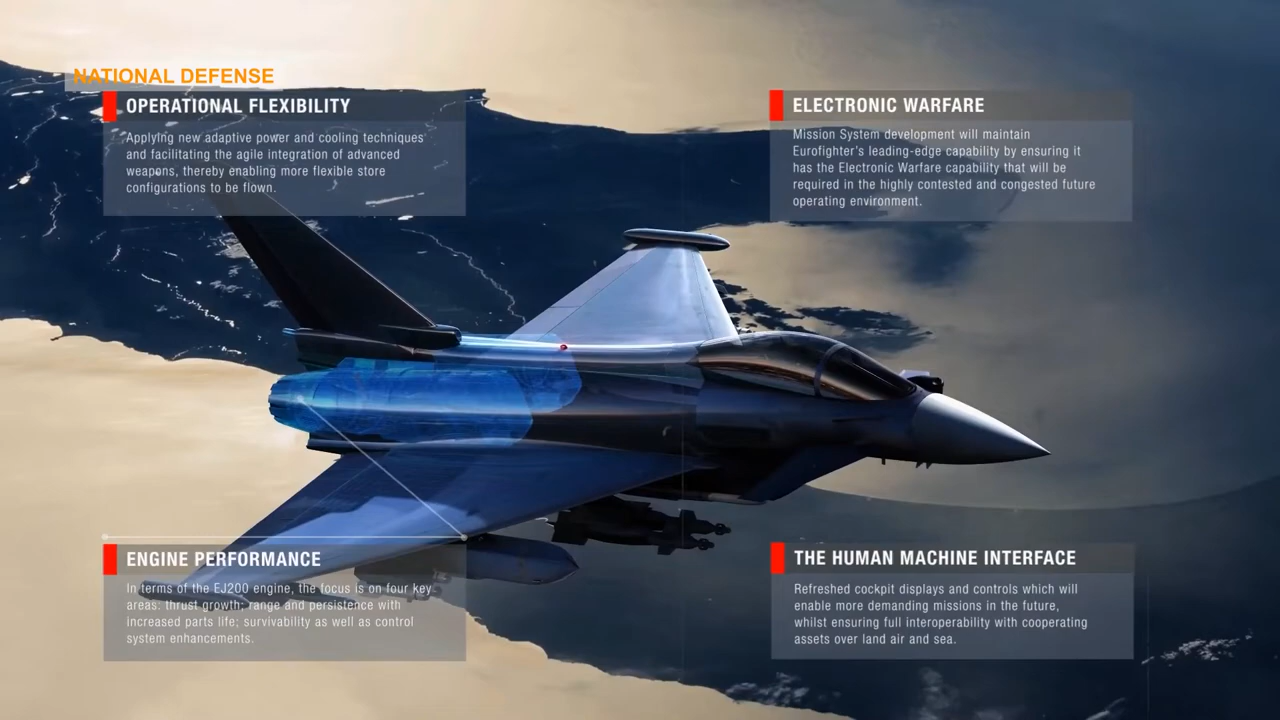 NATIONAL DEFENSE
OPERATIONAL FLEXIBILITY
Applying new adaptive power and cooling techniques
and facilitating the agile integration of advanced
weapons, thereby enabling more flexible store
configurations to be flown.
ELECTRONIC WARFARE
Mission System development will maintain
Eurofighter's leading-edge capability by ensuring it
has the Electronic Warfare capability that will be
required in the highly contested and congested future
operating environment.
ENGINE PERFORMANCE
In terms of the EJ200 engine, the focus is on four key
areas: thrust growth; range and persistence with
increased parts life; survivability as well as control
system enhancements.
THE HUMAN MACHINE INTERFACE
Refreshed cockpit displays and controls which will
enable more demanding missions in the future,
whilst ensuring full interoperability with cooperating
assets over land air and sea.